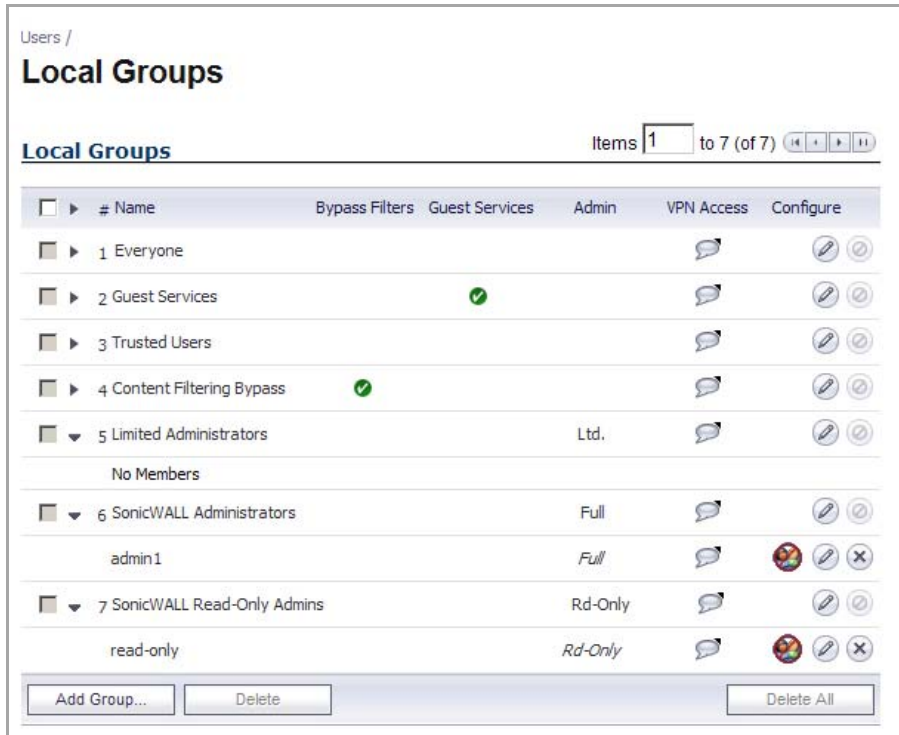 Users /
Local Groups
Local Groups Items 1 to 7 (of 7)
# Name Bypass Filters Guest Services Admin VPN Access Configure
1 Everyone
2 Guest Services
3 Trusted Users
4 Content Filtering Bypass
5 Limited Administrators Ltd.
No Members
6 SonicWALL Administrators Full
admin1 Full
7 SonicWALL Read-Only Admins Rd-Only
read-only Rd-Only
Add Group... Delete Delete All